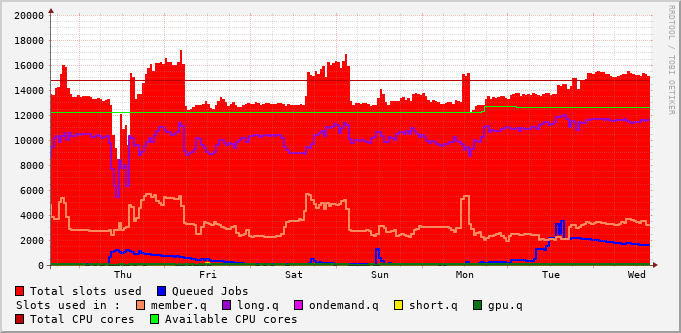 20000
18000
16000
14000
12000
10000
8000
6000
4000
2000
0
Thu Fri Sat Sun Mon Tue Wed
RRDTOOL / TOBI OETIKER
Total slots used Queued Jobs
Slots used in : member.q long.q ondemand.q short.q gpu.q
Total CPU cores Available CPU cores